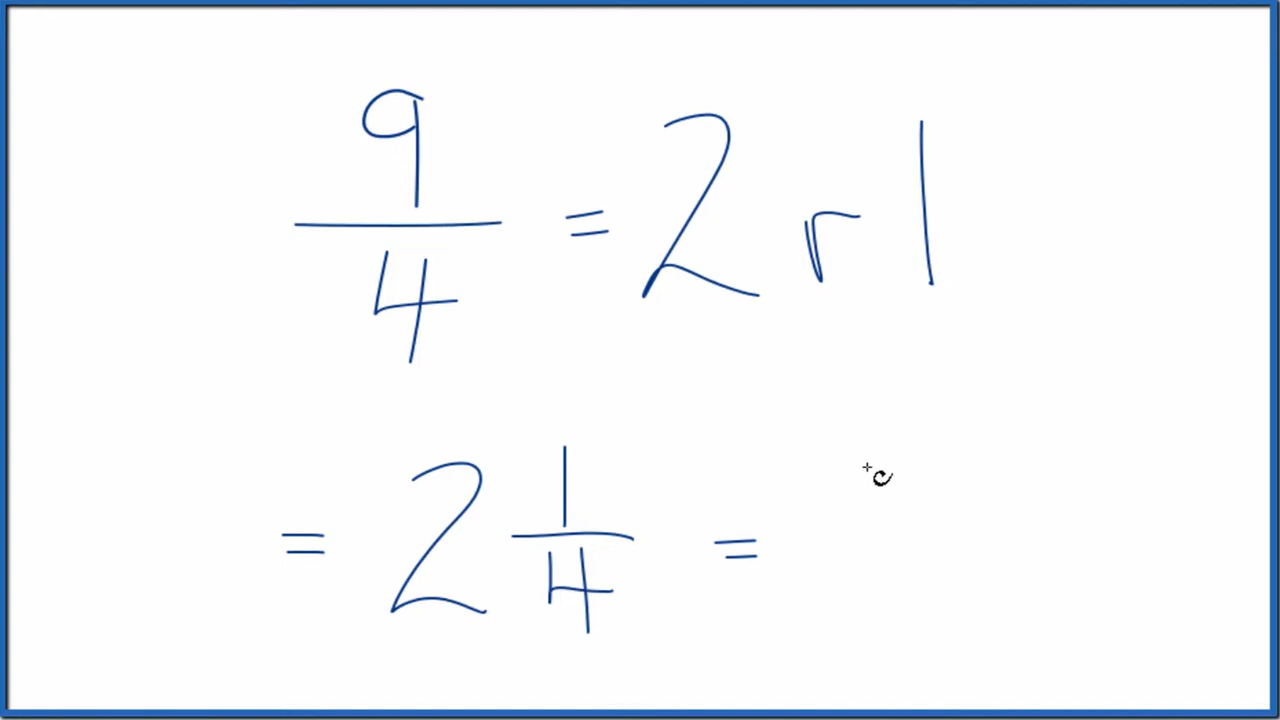 9/4 = 2 r 1
= 2 1/4 =